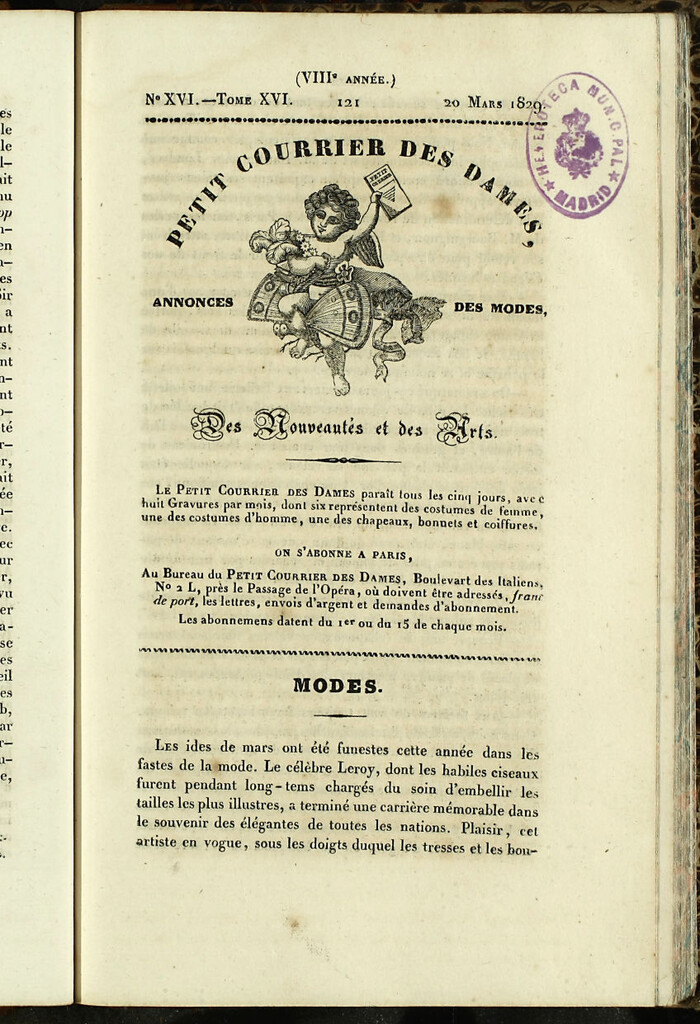 (VIIIe ANNÉE.)
No XVI.—TOME XVI. 121 20 MARS 1829.
HEMEROTECA MUNICIPAL
★ MADRID ★
PETIT COURRIER DES DAMES,
PETIT
ANNONCES DES MODES,
Des Nouveautés et des Arts.
LE PETIT COURRIER DES DAMES paraît tous les cinq jours, avec
huit Gravures par mois, dont six représentent des costumes de femme,
une des costumes d'homme, une des chapeaux, bonnets et coiffures.
ON S'ABONNE A PARIS,
Au Bureau du PETIT COURRIER DES DAMES, Boulevart des Italiens,
No 2 L, près le Passage de l'Opéra, où doivent être adressés, franc
de port, les lettres, envois d'argent et demandes d'abonnement.
Les abonnemens datent du 1er ou du 15 de chaque mois.
MODES.
LES ides de mars ont été funestes cette année dans les
fastes de la mode. Le célèbre Leroy, dont les habiles ciseaux
furent pendant long-tems chargés du soin d'embellir les
tailles les plus illustres, a terminé une carrière mémorable dans
le souvenir des élégantes de toutes les nations. Plaisir, cet
artiste en vogue, sous les doigts duquel les tresses et les bou-